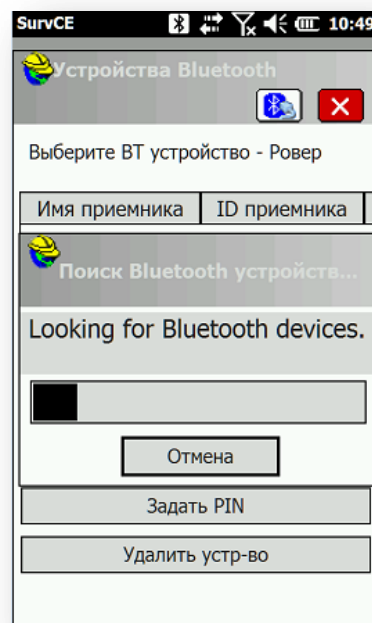 SurvCE 10:49
Устройства Bluetooth
Выберите ВТ устройство - Ровер
Имя приемника ID приемника
Поиск Bluetooth устройств...
Looking for Bluetooth devices.
Отмена
Задать PIN
Удалить устр-во